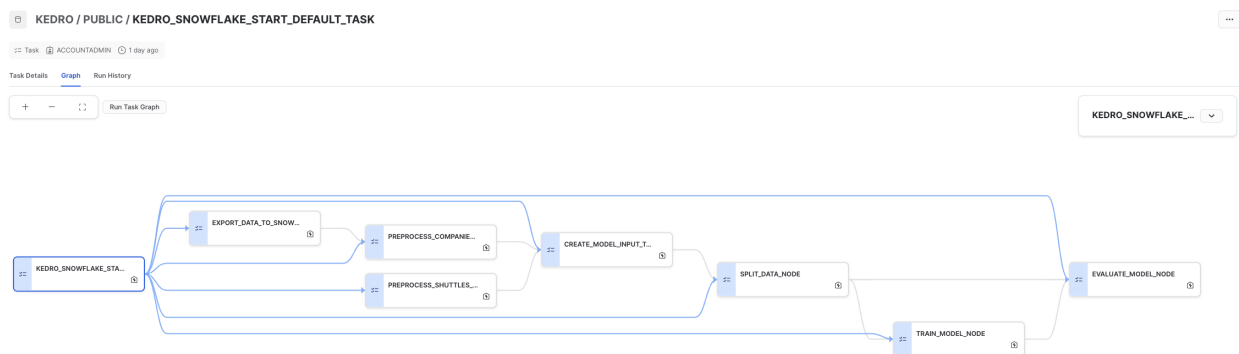 KEDRO / PUBLIC / KEDRO_SNOWFLAKE_START_DEFAULT_TASK
...
Task ACCOUNTADMIN 1 day ago
Task Details Graph Run History
+ − Run Task Graph
KEDRO_SNOWFLAKE_...
EXPORT_DATA_TO_SNOW...
PREPROCESS_COMPANIE...
CREATE_MODEL_INPUT_T...
KEDRO_SNOWFLAKE_STA...
PREPROCESS_SHUTTLES_...
SPLIT_DATA_NODE
EVALUATE_MODEL_NODE
TRAIN_MODEL_NODE